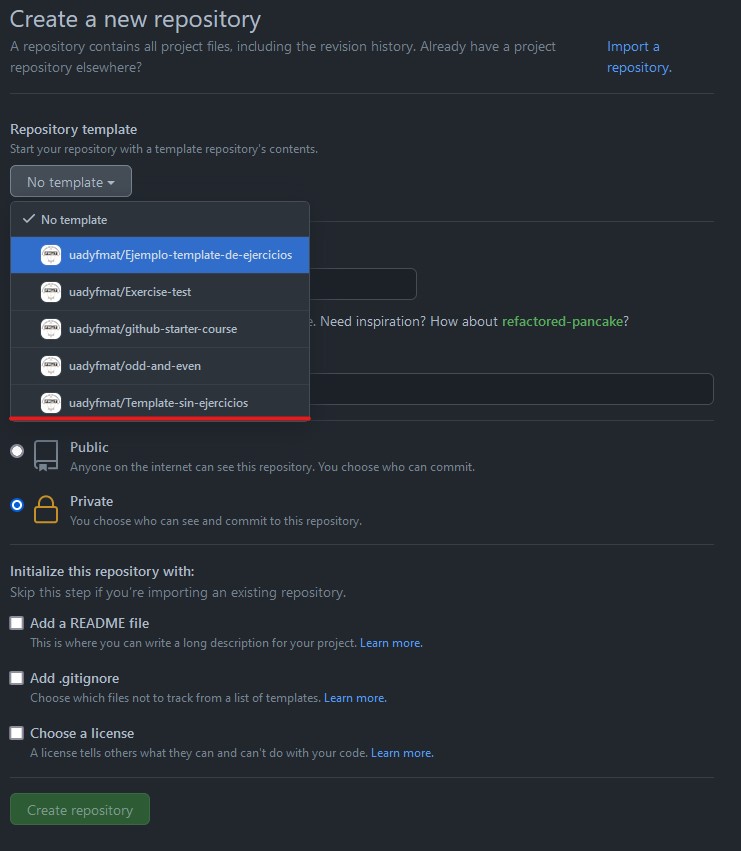 Create a new repository
A repository contains all project files, including the revision history. Already have a project
repository elsewhere?
Import a
repository.
Repository template
Start your repository with a template repository's contents.
No template
No template
uadyfmat/Ejemplo-template-de-ejercicios
uadyfmat/Exercise-test
uadyfmat/github-starter-course
uadyfmat/odd-and-even
uadyfmat/Template-sin-ejercicios
Need inspiration? How about refactored-pancake?
Public
Anyone on the internet can see this repository. You choose who can commit.
Private
You choose who can see and commit to this repository.
Initialize this repository with:
Skip this step if you're importing an existing repository.
Add a README file
This is where you can write a long description for your project. Learn more.
Add .gitignore
Choose which files not to track from a list of templates. Learn more.
Choose a license
A license tells others what they can and can't do with your code. Learn more.
Create repository